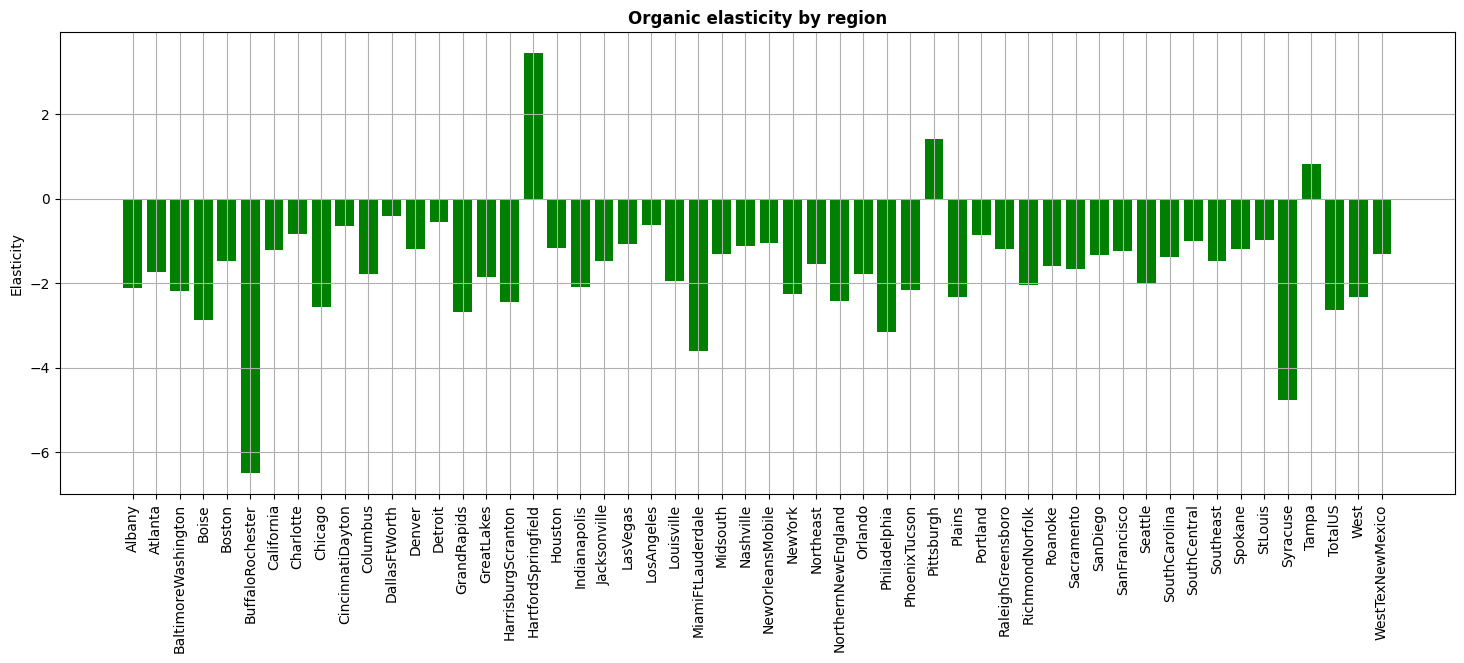 Organic elasticity by region
Elasticity
2
0
−2
−4
−6
Albany
Atlanta
BaltimoreWashington
Boise
Boston
BuffaloRochester
California
Charlotte
Chicago
CincinnatiDayton
Columbus
DallasFtWorth
Denver
Detroit
GrandRapids
GreatLakes
HarrisburgScranton
HartfordSpringfield
Houston
Indianapolis
Jacksonville
LasVegas
LosAngeles
Louisville
MiamiFtLauderdale
Midsouth
Nashville
NewOrleansMobile
NewYork
Northeast
NorthernNewEngland
Orlando
Philadelphia
PhoenixTucson
Pittsburgh
Plains
Portland
RaleighGreensboro
RichmondNorfolk
Roanoke
Sacramento
SanDiego
SanFrancisco
Seattle
SouthCarolina
SouthCentral
Southeast
Spokane
StLouis
Syracuse
Tampa
TotalUS
West
WestTexNewMexico